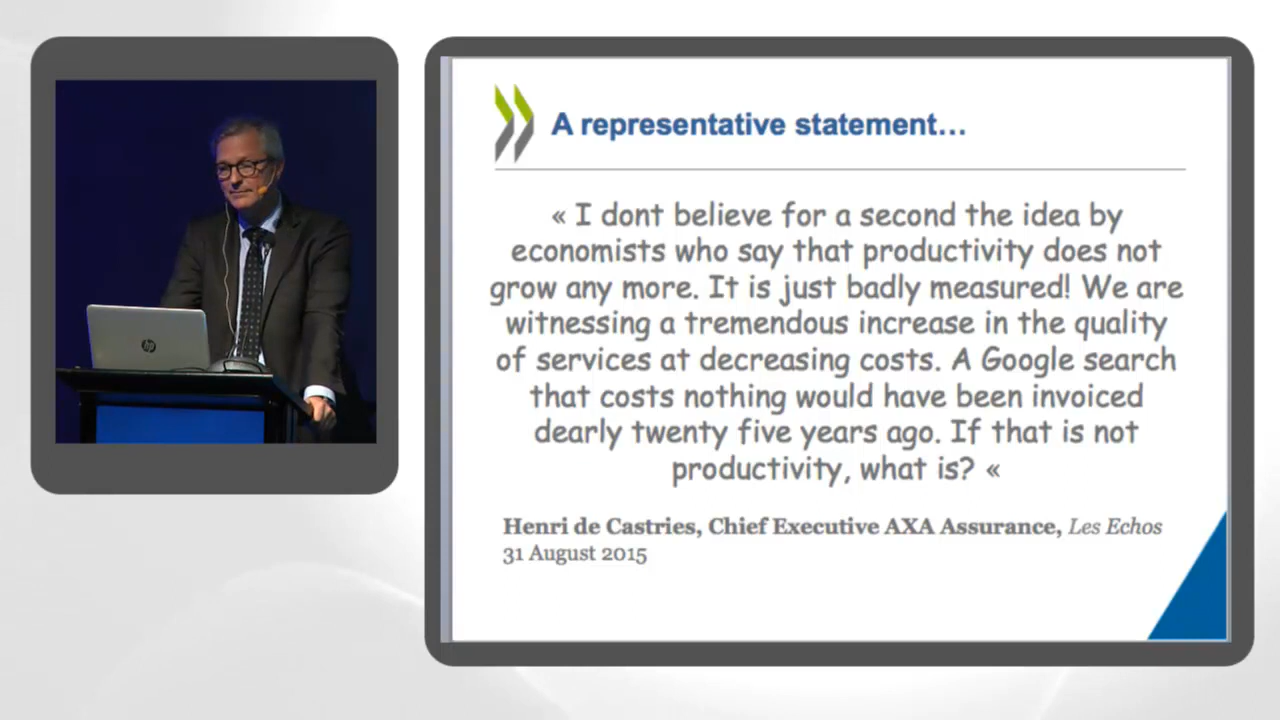 A representative statement...
« I dont believe for a second the idea by
economists who say that productivity does not
grow any more. It is just badly measured! We are
witnessing a tremendous increase in the quality
of services at decreasing costs. A Google search
that costs nothing would have been invoiced
dearly twenty five years ago. If that is not
productivity, what is? «
Henri de Castries, Chief Executive AXA Assurance, Les Echos
31 August 2015
hp